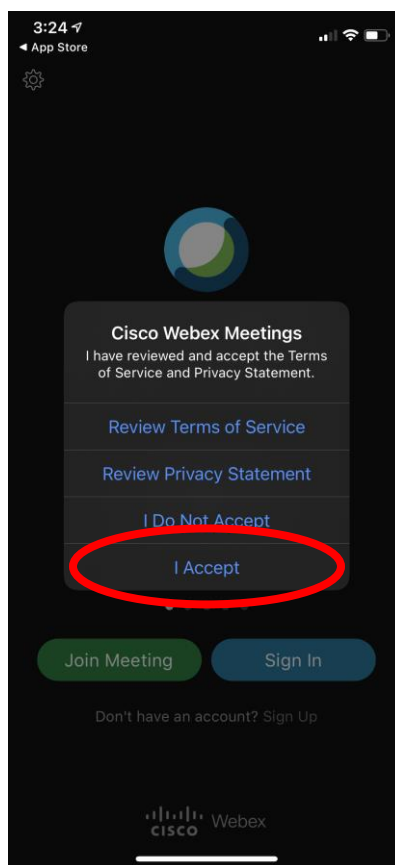 3:24
◀ App Store
Cisco Webex Meetings
I have reviewed and accept the Terms
of Service and Privacy Statement.
Review Terms of Service
Review Privacy Statement
I Do Not Accept
I Accept
Join Meeting
Sign In
Don't have an account? Sign Up
CISCO Webex